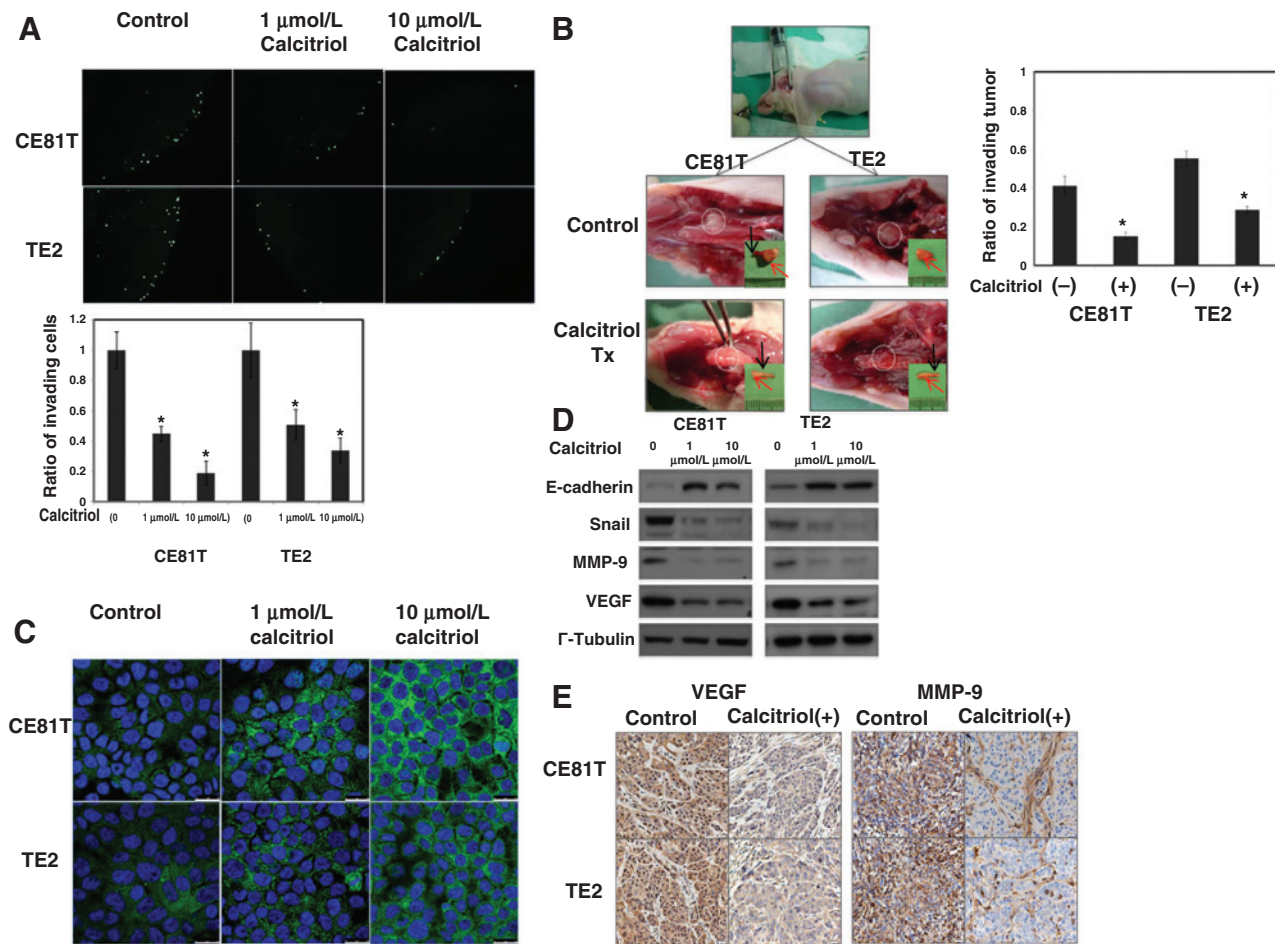 A
Control
1 μmol/L
Calcitriol
10 μmol/L
Calcitriol
CE81T
TE2
Ratio of invading cells
1.2
1
0.8
0.6
0.4
0.2
0
*
*
*
*
Calcitriol (0 1 μmol/L 10 μmol/L) (0 1 μmol/L 10 μmol/L)
CE81T TE2
B
CE81T TE2
Control
Calcitriol
Tx
Ratio of invading tumor
1
0.8
0.6
0.4
0.2
0
*
*
Calcitriol (–) (+) (–) (+)
CE81T TE2
C
Control
1 μmol/L
calcitriol
10 μmol/L
calcitriol
CE81T
TE2
D
CE81T TE2
Calcitriol 0 1 10 0 1 10
μmol/L μmol/L μmol/L μmol/L
E-cadherin
Snail
MMP-9
VEGF
Γ-Tubulin
E
VEGF MMP-9
Control Calcitriol(+) Control Calcitriol(+)
CE81T
TE2